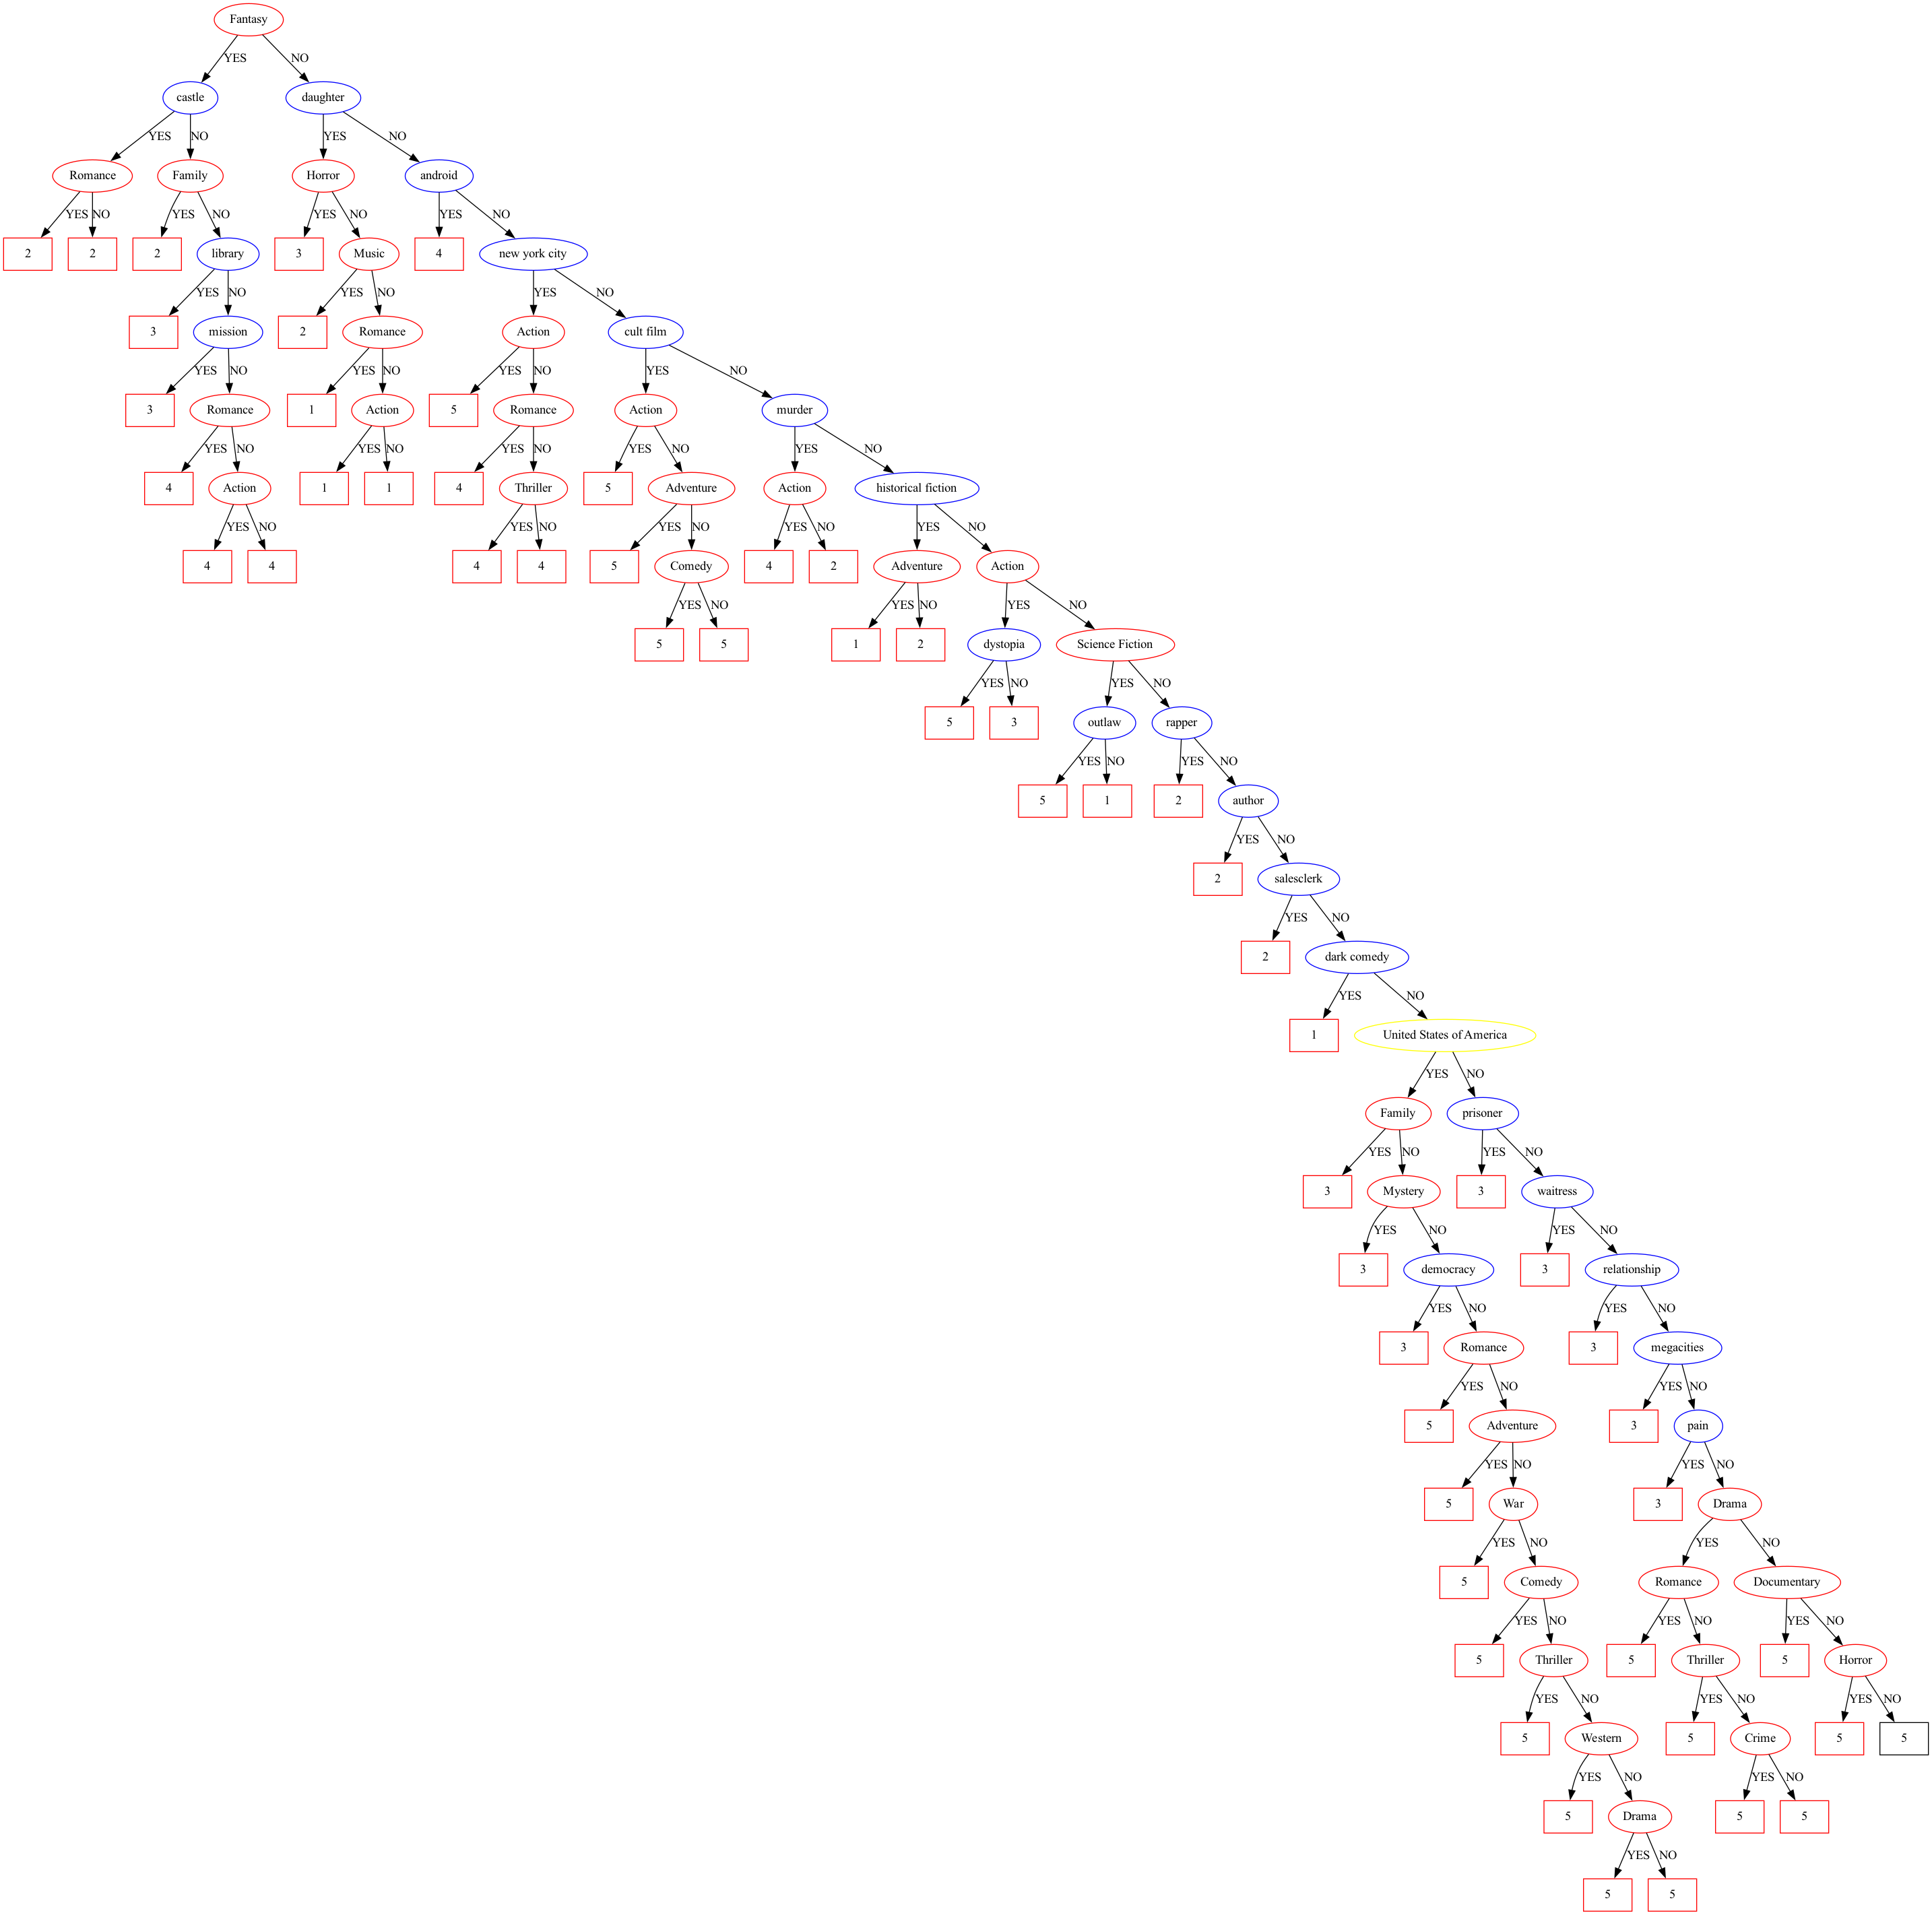 Fantasy
YES NO
castle daughter
YES NO YES NO
Romance Family Horror android
YES NO YES NO YES NO YES NO
2 2 2 library 3 Music 4 new york city
YES NO YES NO YES NO
3 mission 2 Romance Action cult film
YES NO YES NO YES NO YES NO
3 Romance 1 Action 5 Romance Action murder
YES NO YES NO YES NO YES NO YES NO
4 Action 1 1 4 Thriller 5 Adventure Action historical fiction
YES NO YES NO YES NO YES NO YES NO
4 4 4 4 5 Comedy 4 2 Adventure Action
YES NO YES NO YES NO
5 5 1 2 dystopia Science Fiction
YES NO YES NO
5 3 outlaw rapper
YES NO YES NO
5 1 2 author
YES NO
2 salesclerk
YES NO
2 dark comedy
YES NO
1 United States of America
YES NO
Family prisoner
YES NO YES NO
3 Mystery 3 waitress
YES NO YES NO
3 democracy 3 relationship
YES NO YES NO
3 Romance 3 megacities
YES NO YES NO
5 Adventure 3 pain
YES NO YES NO
5 War 3 Drama
YES NO YES NO
5 Comedy Romance Documentary
YES NO YES NO YES NO
5 Thriller 5 Thriller 5 Horror
YES NO YES NO YES NO
5 Western 5 Crime 5 5
YES NO YES NO
5 Drama 5 5
YES NO
5 5